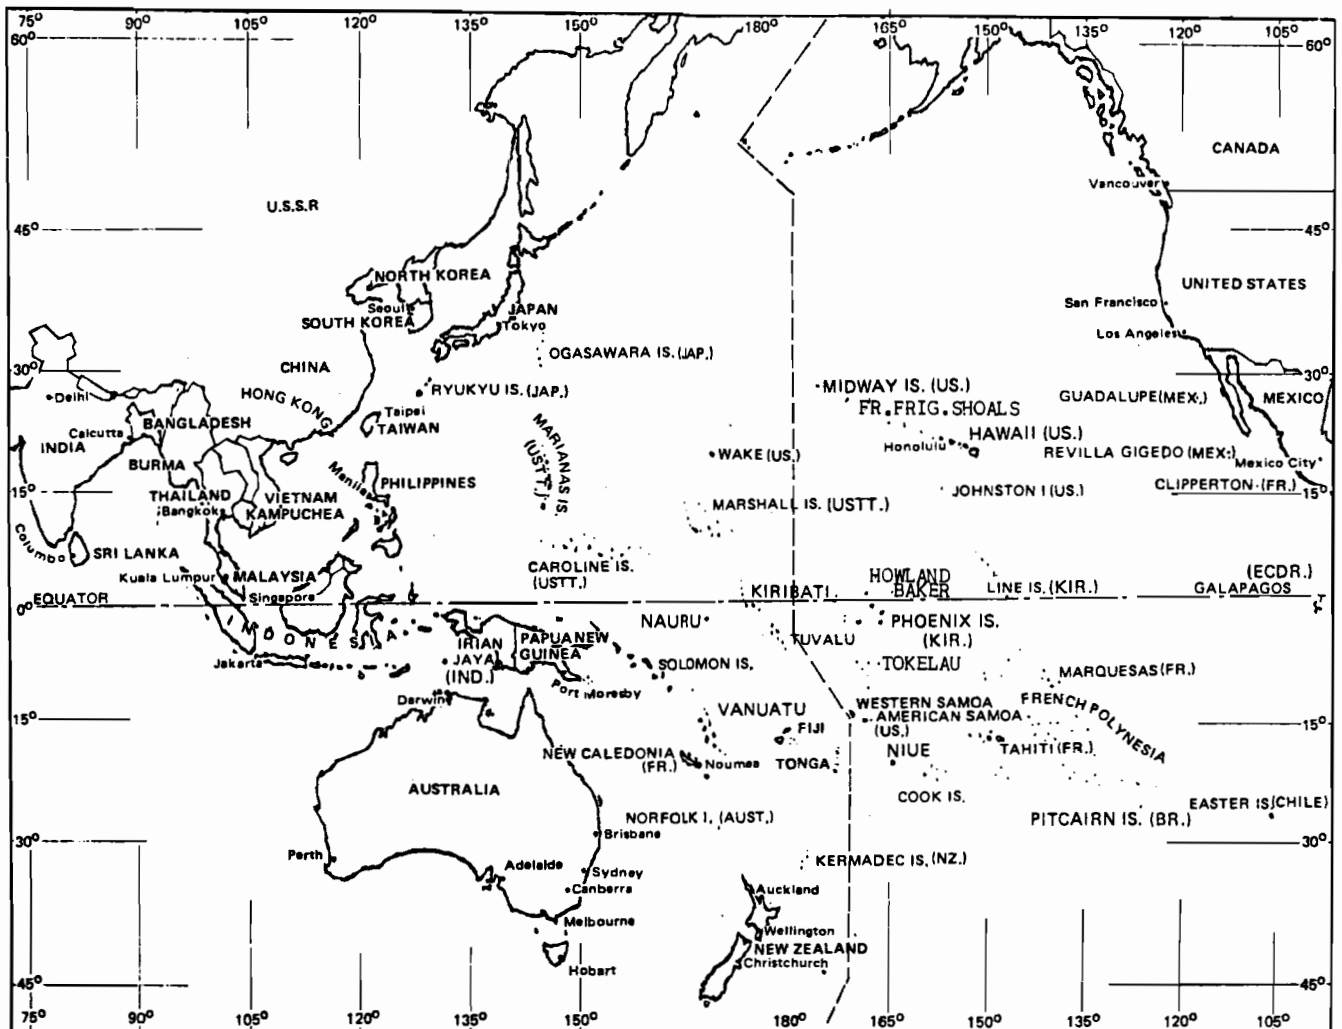 75° 90° 105° 120° 135° 150° 180° 165° 150° 135° 120° 105°
60° 60°
CANADA
Vancouver
U.S.S.R
45° 45°
NORTH KOREA
UNITED STATES
Seoul
San Francisco
SOUTH KOREA
JAPAN
Tokyo
Los Angeles
OGASAWARA IS. (JAP.)
CHINA
30° 30°
RYUKYU IS. (JAP.)
MIDWAY IS. (US.)
Delhi
HONG KONG
GUADALUPE (MEX.)
MEXICO
FR.FRIG.SHOALS
Taipei
TAIWAN
BANGLADESH
Calcutta
HAWAII (US.)
INDIA
Honolulu
REVILLA GIGEDO (MEX.)
MARIANAS IS.
(USTT.)
WAKE (US.)
BURMA
Mexico City
Manila
PHILIPPINES
JOHNSTON I (US.)
CLIPPERTON (FR.)
15° 15°
THAILAND
VIETNAM
MARSHALL IS. (USTT.)
Bangkok
KAMPUCHEA
Columbo
SRI LANKA
CAROLINE IS.
(USTT.)
Kuala Lumpur
MALAYSIA
HOWLAND
BAKER
(ECDR.)
GALAPAGOS
KIRIBATI
LINE IS. (KIR.)
Singapore
0° EQUATOR
INDONESIA
NAURU
PHOENIX IS.
(KIR.)
IRIAN
JAYA
(IND.)
PAPUA NEW
GUINEA
TUVALU
Jakarta
SOLOMON IS.
TOKELAU
MARQUESAS (FR.)
Port Moresby
Darwin
WESTERN SAMOA
FRENCH POLYNESIA
VANUATU
AMERICAN SAMOA
(US.)
15° 15°
FIJI
NEW CALEDONIA
(FR.)
Noumea
TONGA
NIUE
TAHITI (FR.)
AUSTRALIA
COOK IS.
EASTER IS (CHILE)
NORFOLK I. (AUST.)
PITCAIRN IS. (BR.)
Brisbane
30° 30°
Perth
KERMADEC IS. (NZ.)
Adelaide
Sydney
Canberra
Auckland
Melbourne
Wellington
NEW ZEALAND
Christchurch
Hobart
45° 45°
75° 90° 105° 120° 135° 150° 180° 165° 150° 135° 120° 105°